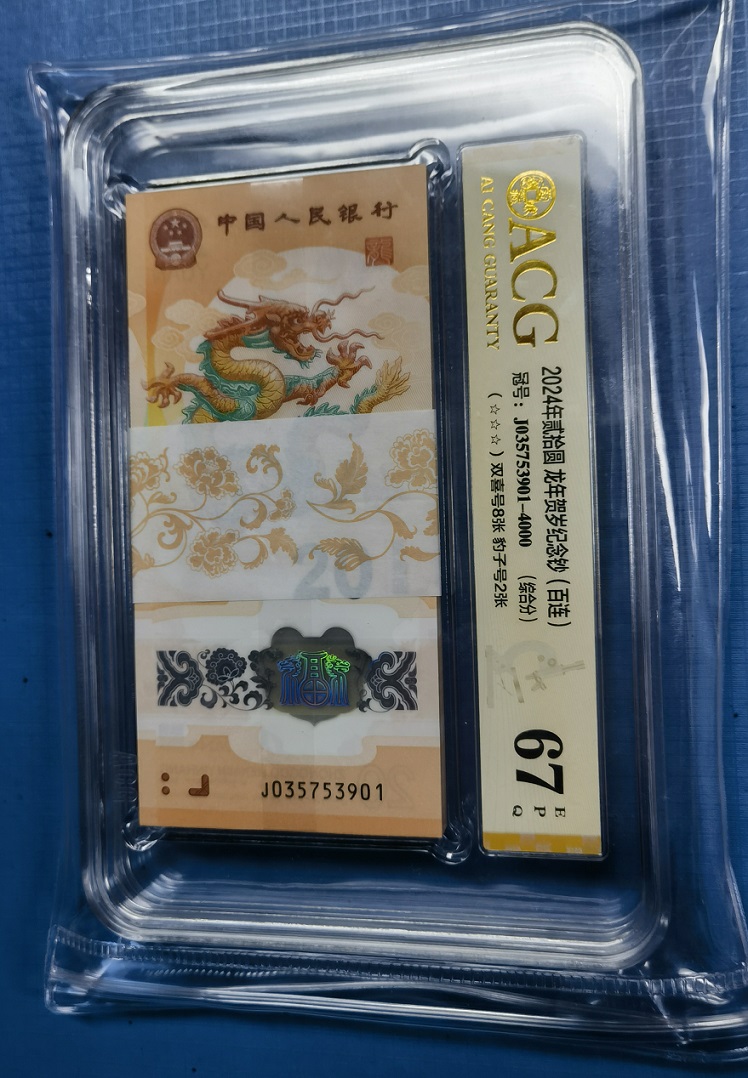 中国人民银行
201
J035753901
ACG
AI CANG GUARANTY
2024年贰拾圆 龙年贺岁纪念钞（百连）
冠号：J035753901-4000 （综合分）
（☆☆☆）双喜号8张 豹子号2张
67
E
P
Q